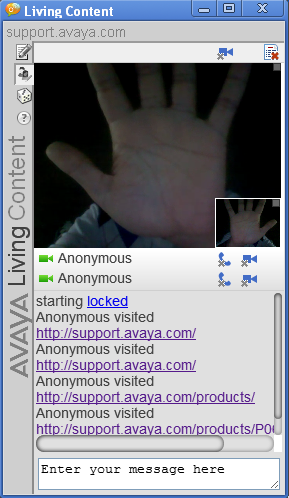 Living Content
support.avaya.com
AVAYA Living Content
Anonymous
Anonymous
starting locked
Anonymous visited
http://support.avaya.com/
Anonymous visited
http://support.avaya.com/
Anonymous visited
http://support.avaya.com/products/
Anonymous visited
http://support.avaya.com/products/P0
Enter your message here